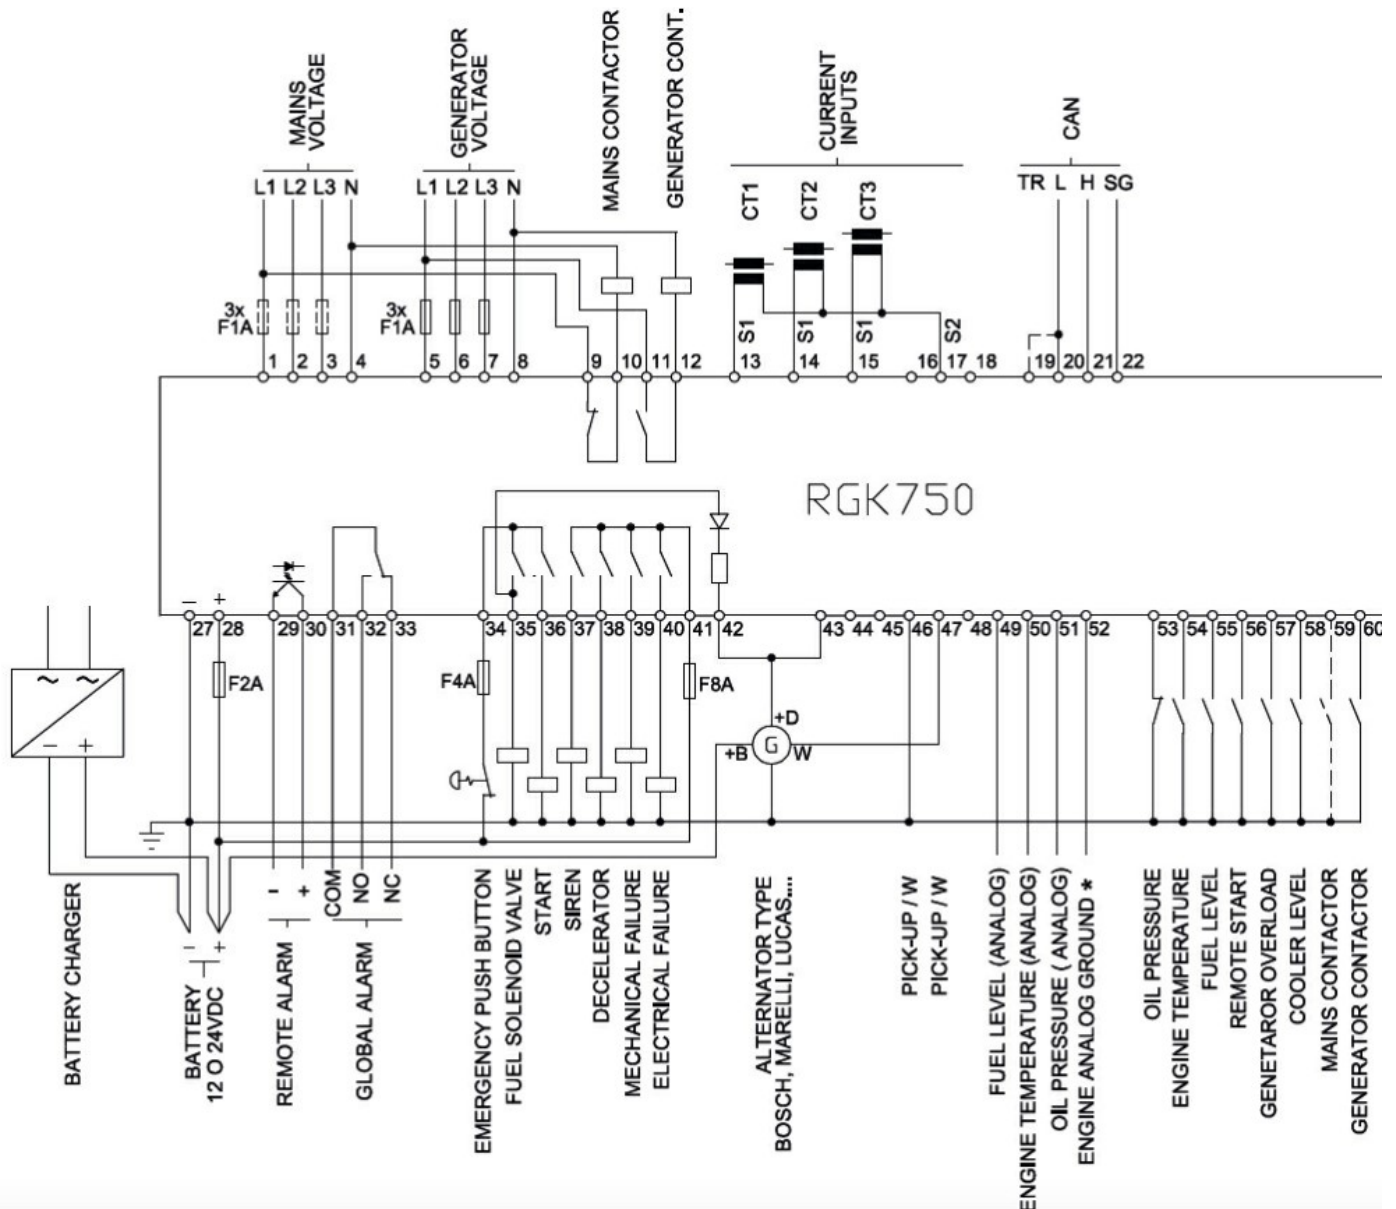 MAINS
VOLTAGE
GENERATOR
VOLTAGE
MAINS CONTACTOR
GENERATOR CONT.
CURRENT
INPUTS
CAN
L1 L2 L3 N
L1 L2 L3 N
CT1
CT2
CT3
TR L H SG
3x
F1A
3x
F1A
S1
S1
S1
S2
1 2 3 4 5 6 7 8 9 10 11 12 13 14 15 16 17 18 19 20 21 22
RGK750
− +
27 28 29 30 31 32 33 34 35 36 37 38 39 40 41 42 43 44 45 46 47 48 49 50 51 52 53 54 55 56 57 58 59 60
~ ~
− +
F2A
F4A
F8A
+D
+B G W
BATTERY CHARGER
− +
BATTERY
12 O 24VDC
- +
REMOTE ALARM
COM
NO
NC
GLOBAL ALARM
EMERGENCY PUSH BUTTON
FUEL SOLENOID VALVE
START
SIREN
DECELERATOR
MECHANICAL FAILURE
ELECTRICAL FAILURE
ALTERNATOR TYPE
BOSCH, MARELLI, LUCAS....
PICK-UP / W
PICK-UP / W
FUEL LEVEL (ANALOG)
ENGINE TEMPERATURE (ANALOG)
OIL PRESSURE ( ANALOG)
ENGINE ANALOG GROUND *
OIL PRESSURE
ENGINE TEMPERATURE
FUEL LEVEL
REMOTE START
GENETAROR OVERLOAD
COOLER LEVEL
MAINS CONTACTOR
GENERATOR CONTACTOR